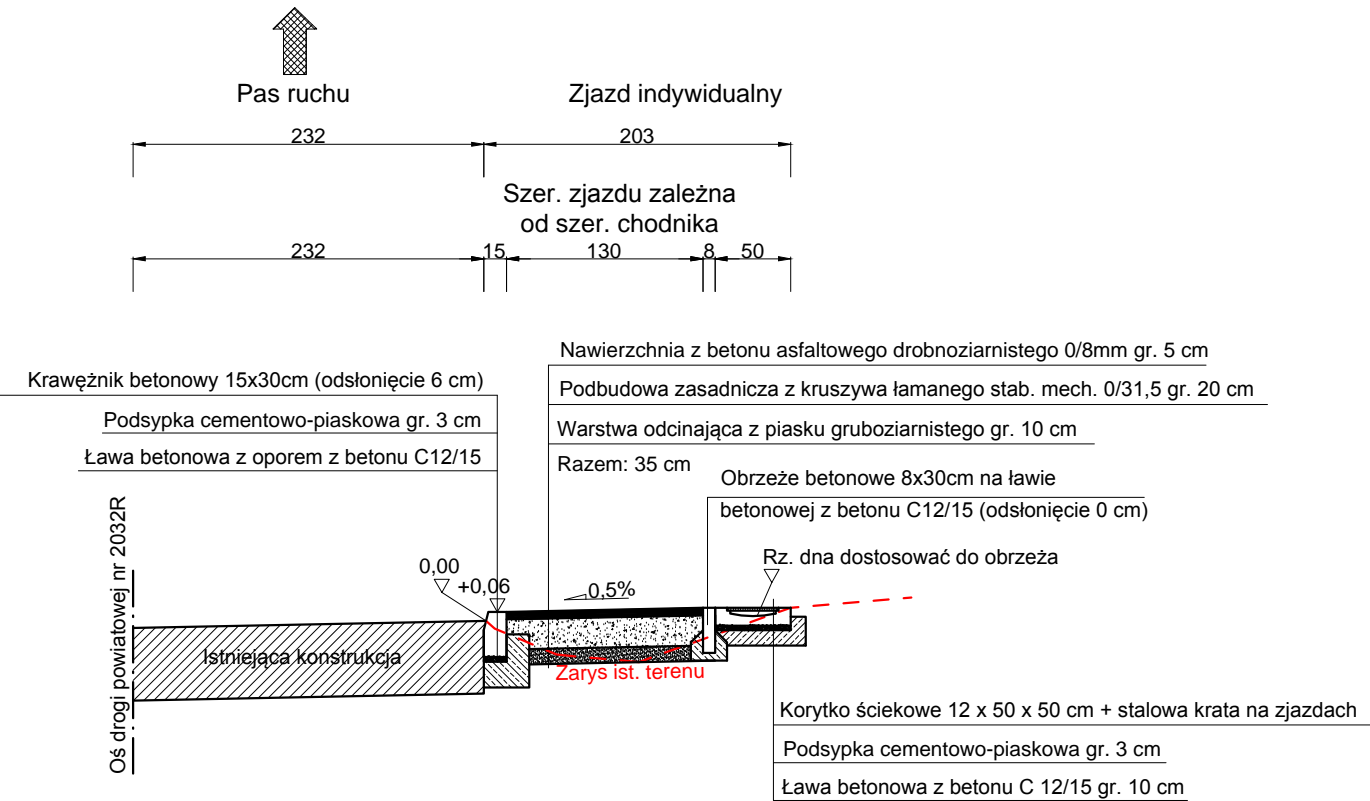 Pas ruchu
Zjazd indywidualny
232
203
Szer. zjazdu zależna
od szer. chodnika
232
15
130
8
50
Nawierzchnia z betonu asfaltowego drobnoziarnistego 0/8mm gr. 5 cm
Krawężnik betonowy 15x30cm (odsłonięcie 6 cm)
Podbudowa zasadnicza z kruszywa łamanego stab. mech. 0/31,5 gr. 20 cm
Podsypka cementowo-piaskowa gr. 3 cm
Warstwa odcinająca z piasku gruboziarnistego gr. 10 cm
Ława betonowa z oporem z betonu C12/15
Razem: 35 cm
Obrzeże betonowe 8x30cm na ławie
betonowej z betonu C12/15 (odsłonięcie 0 cm)
Oś drogi powiatowej nr 2032R
Rz. dna dostosować do obrzeża
0,00
+0,06
0,5%
Istniejąca konstrukcja
Zarys ist. terenu
Korytko ściekowe 12 x 50 x 50 cm + stalowa krata na zjazdach
Podsypka cementowo-piaskowa gr. 3 cm
Ława betonowa z betonu C 12/15 gr. 10 cm